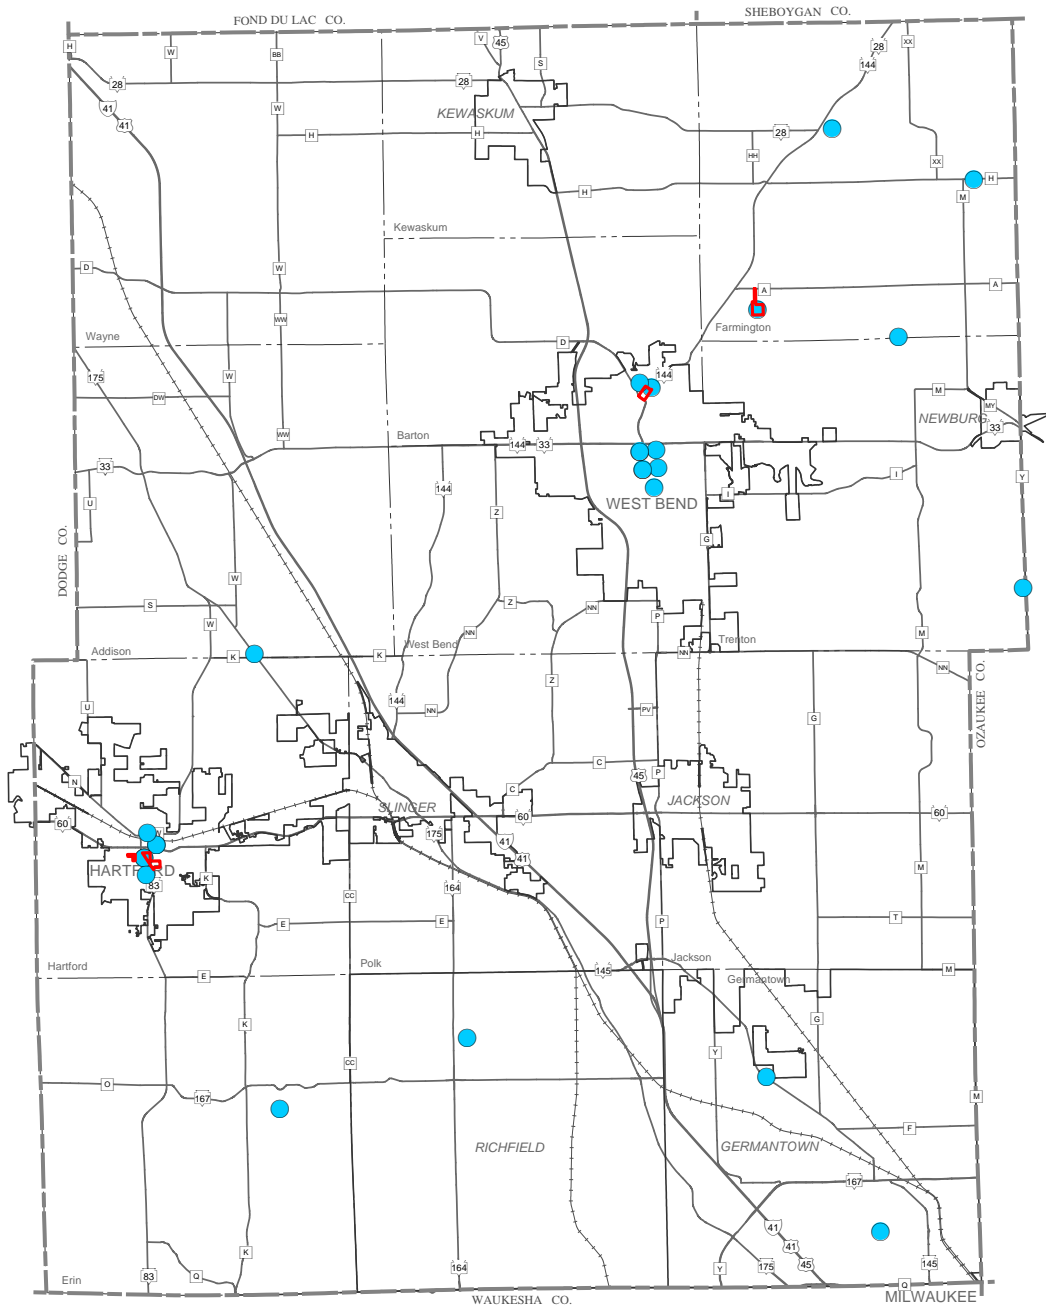 SHEBOYGAN CO.
FOND DU LAC CO.
H
W
BB
V
45
S
28
XX
144
28
28
41
W
KEWASKUM
41
H
H
28
HH
XX
H
H
M
Kewaskum
D
W
A
A
WW
Farmington
Wayne
D
175
W
144
M
DW
MY
NEWBURG
33
WW
Barton
144
33
33
I
Y
144
I
U
Z
WEST BEND
G
DODGE CO.
W
S
Z
NN
P
W
NN
M
Trenton
West Bend
Addison
K
K
NN
NN
Z
OZAUKEE CO.
144
U
NN
PV
G
C
P
45
N
C
JACKSON
SLINGER
60
60
60
W
175
41
41
HARTFORD
M
83
K
164
CC
E
E
P
T
Hartford
Polk
Jackson
145
M
E
Germantown
K
G
Y
CC
O
167
M
F
RICHFIELD
GERMANTOWN
167
41
41
K
45
145
Erin
83
Q
164
Y
175
Q
MILWAUKEE
WAUKESHA CO.